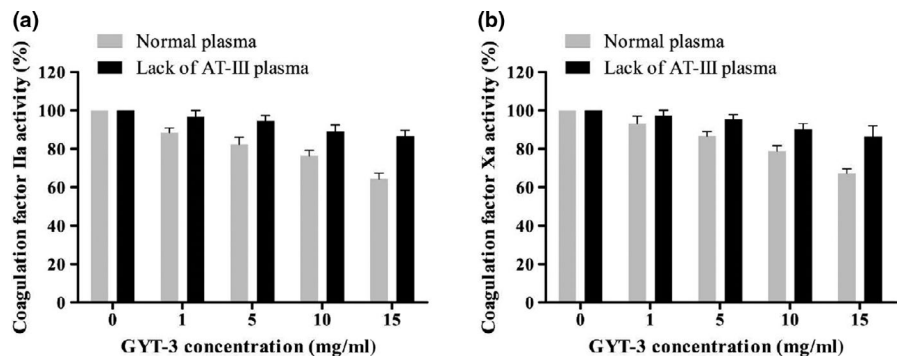 (a)
Normal plasma
Lack of AT-III plasma
Coagulation factor IIa activity (%)
120
100
80
60
40
20
0
0 1 5 10 15
GYT-3 concentration (mg/ml)
(b)
Normal plasma
Lack of AT-III plasma
Coagulation factor Xa activity (%)
120
100
80
60
40
20
0
0 1 5 10 15
GYT-3 concentration (mg/ml)